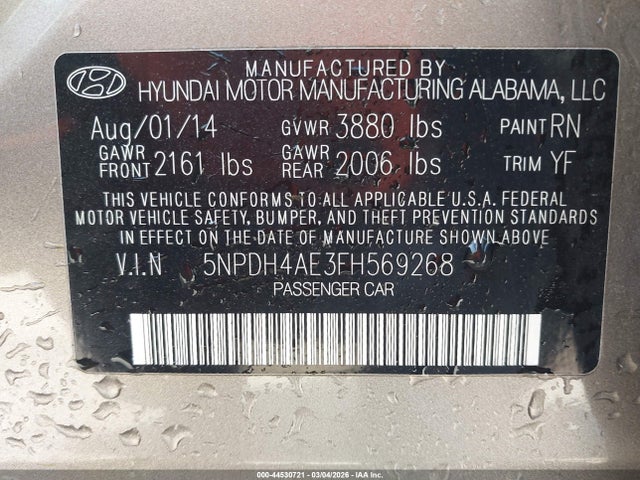 MANUFACTURED BY
HYUNDAI MOTOR MANUFACTURING ALABAMA, LLC
Aug/01/14 GVWR 3880 lbs PAINT RN
GAWR FRONT 2161 lbs GAWR REAR 2006 lbs TRIM YF
THIS VEHICLE CONFORMS TO ALL APPLICABLE U.S.A. FEDERAL
MOTOR VEHICLE SAFETY, BUMPER, AND THEFT PREVENTION STANDARDS
IN EFFECT ON THE DATE OF MANUFACTURE SHOWN ABOVE.
V.I.N 5NPDH4AE3FH569268
PASSENGER CAR
000-44530721 | 03/04/2026 | IAA, Inc.